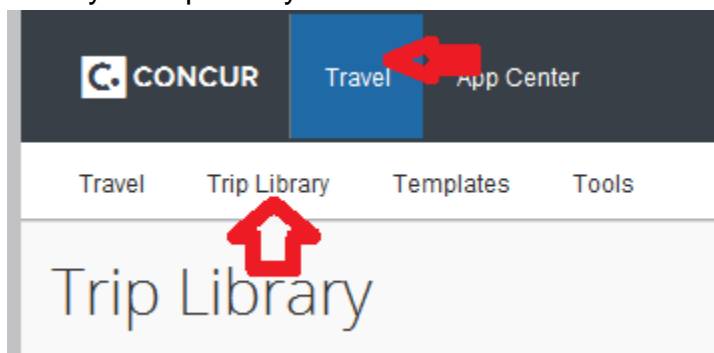 C. CONCUR Travel App Center
Travel Trip Library Templates Tools
Trip Library